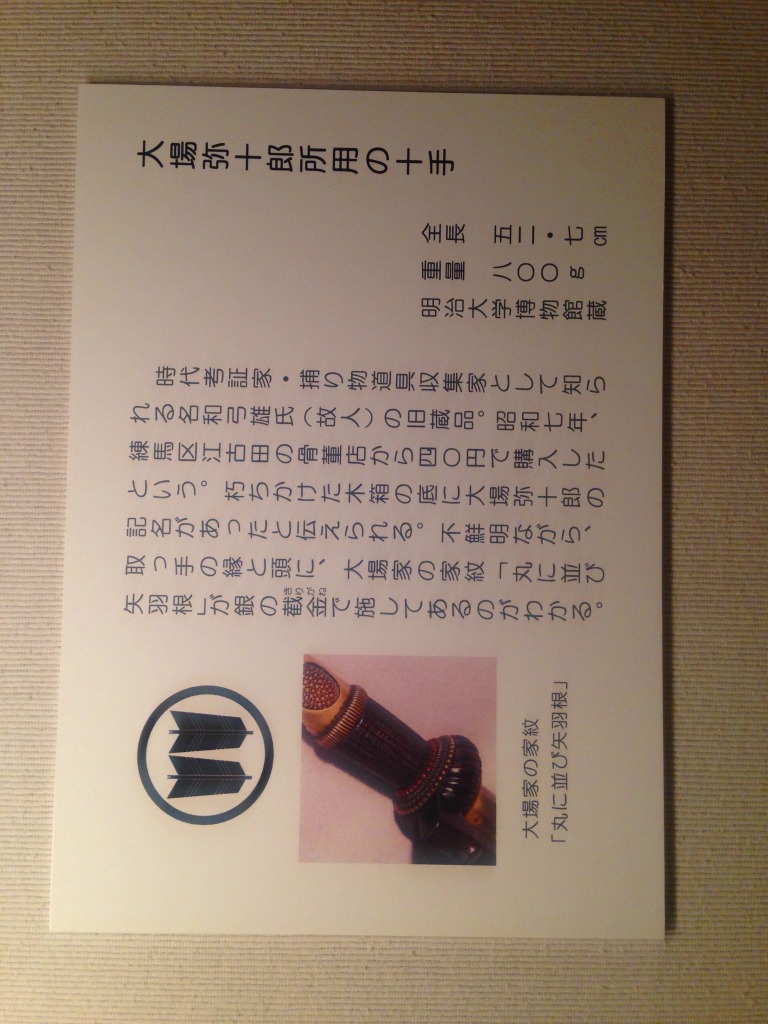 大場弥十郎所用の十手
全長　五二・七㎝
重量　八〇〇ｇ
明治大学博物館蔵
時代考証家・捕り物道具収集家として知ら
れる名和弓雄氏（故人）の旧蔵品。昭和七年、
練馬区江古田の骨董店から四〇円で購入した
という。朽ちかけた木箱の底に大場弥十郎の
記名があったと伝えられる。不鮮明ながら、
取っ手の縁と頭に、大場家の家紋「丸に並び
矢羽根」が銀の截金で施してあるのがわかる。
きりがね
大場家の家紋
「丸に並び矢羽根」